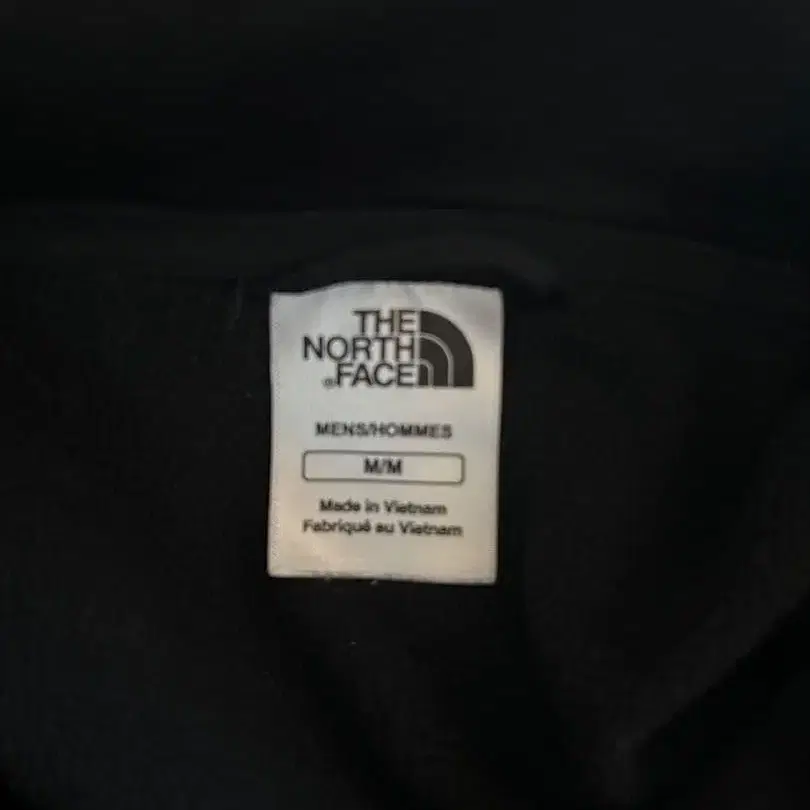 THE
NORTH
® FACE
MENS/HOMMES
M/M
Made in Vietnam
Fabriqué au Vietnam